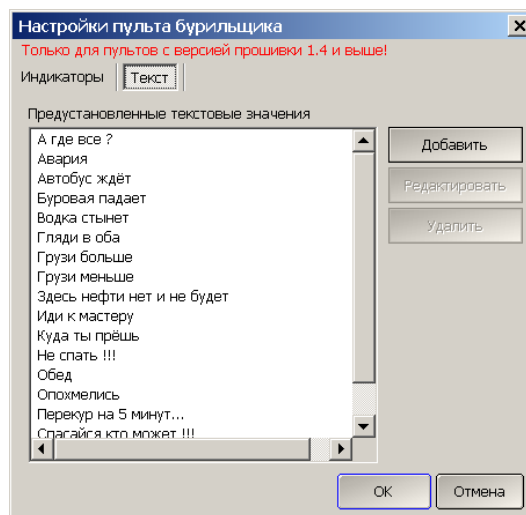 Настройки пульта бурильщика
Только для пультов с версией прошивки 1.4 и выше!
Индикаторы Текст
Предустановленные текстовые значения
А где все ?
Авария
Автобус ждёт
Буровая падает
Водка стынет
Гляди в оба
Грузи больше
Грузи меньше
Здесь нефти нет и не будет
Иди к мастеру
Куда ты прёшь
Не спать !!!
Обед
Опохмелись
Перекур на 5 минут...
Спасайся кто может !!!
Добавить
Редактировать
Удалить
ОК Отмена